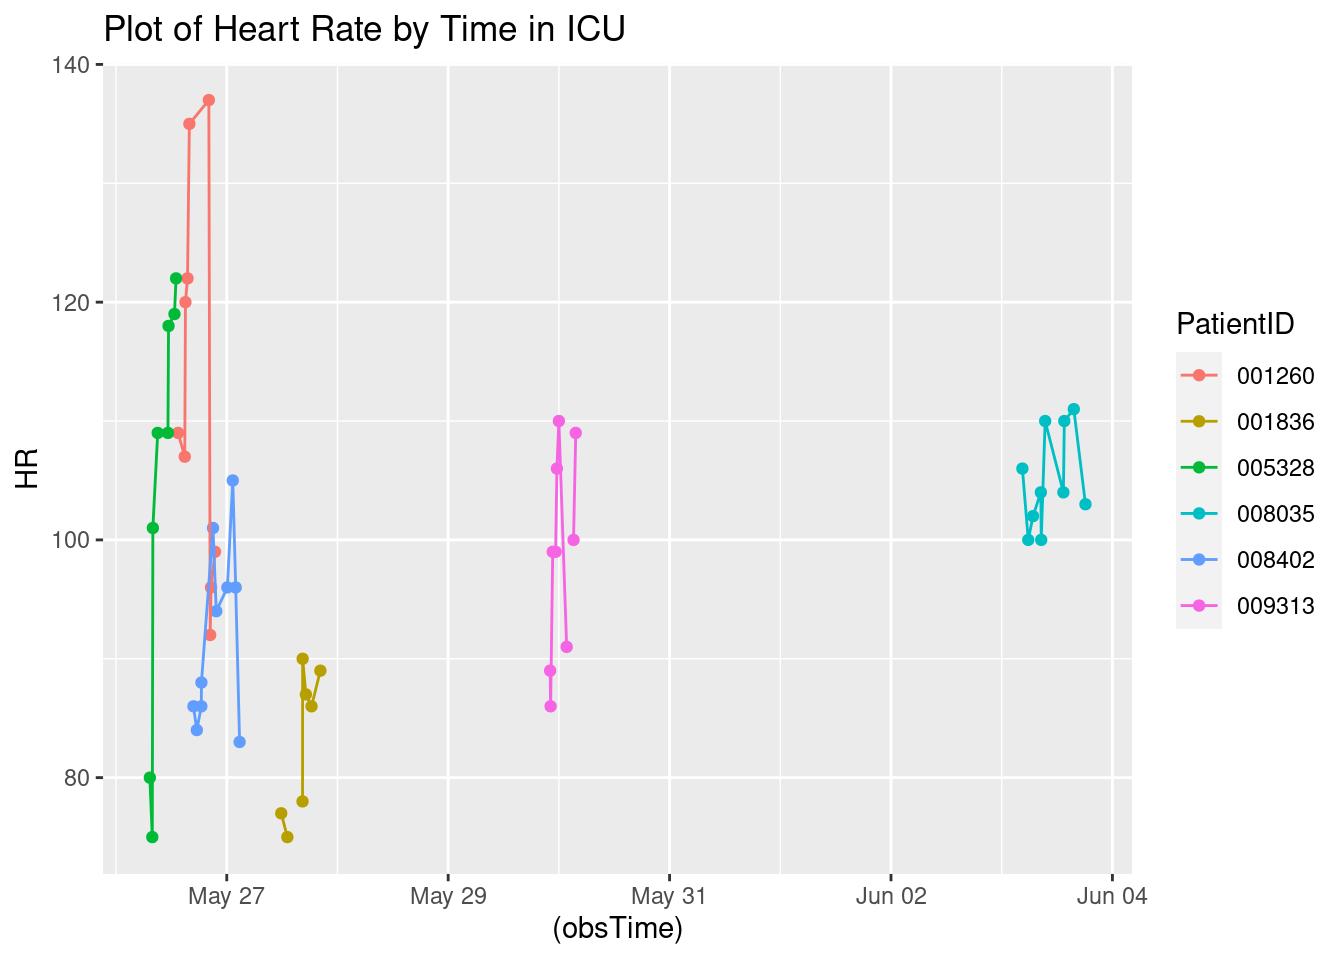 Plot of Heart Rate by Time in ICU
140
120
100
80
HR
May 27
May 29
May 31
Jun 02
Jun 04
(obsTime)
PatientID
001260
001836
005328
008035
008402
009313